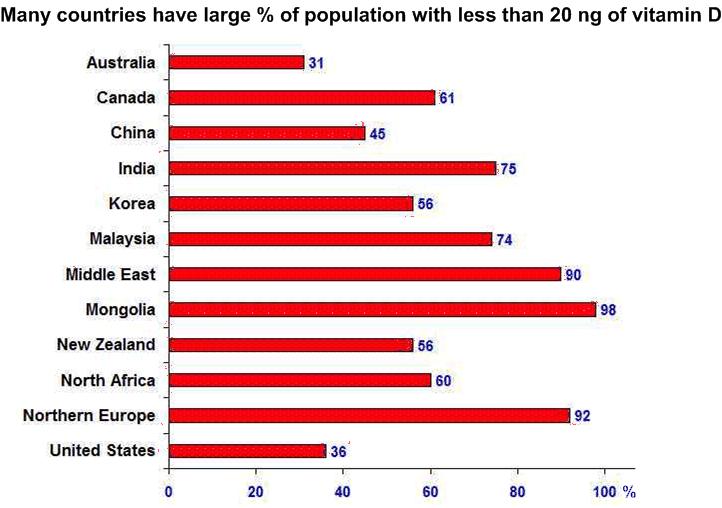 Many countries have large % of population with less than 20 ng of vitamin D
Australia 31
Canada 61
China 45
India 75
Korea 56
Malaysia 74
Middle East 90
Mongolia 98
New Zealand 56
North Africa 60
Northern Europe 92
United States 36
0 20 40 60 80 100 %